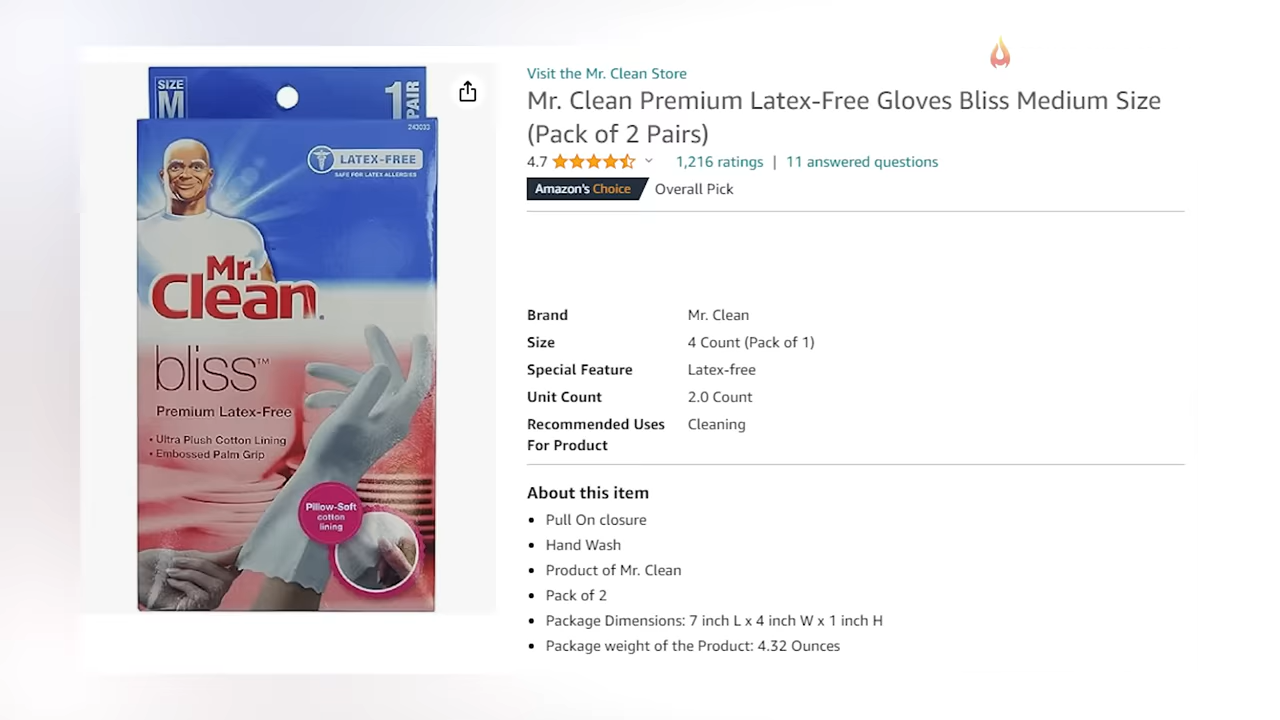 SIZE
M
1 PAIR
243033
LATEX-FREE
SAFE FOR LATEX ALLERGIES
Mr.
Clean.
bliss™
Premium Latex-Free
• Ultra Plush Cotton Lining
• Embossed Palm Grip
Pillow-Soft
cotton
lining
Visit the Mr. Clean Store
Mr. Clean Premium Latex-Free Gloves Bliss Medium Size
(Pack of 2 Pairs)
4.7 1,216 ratings | 11 answered questions
Amazon's Choice Overall Pick
Brand Mr. Clean
Size 4 Count (Pack of 1)
Special Feature Latex-free
Unit Count 2.0 Count
Recommended Uses Cleaning
For Product
About this item
• Pull On closure
• Hand Wash
• Product of Mr. Clean
• Pack of 2
• Package Dimensions: 7 inch L x 4 inch W x 1 inch H
• Package weight of the Product: 4.32 Ounces